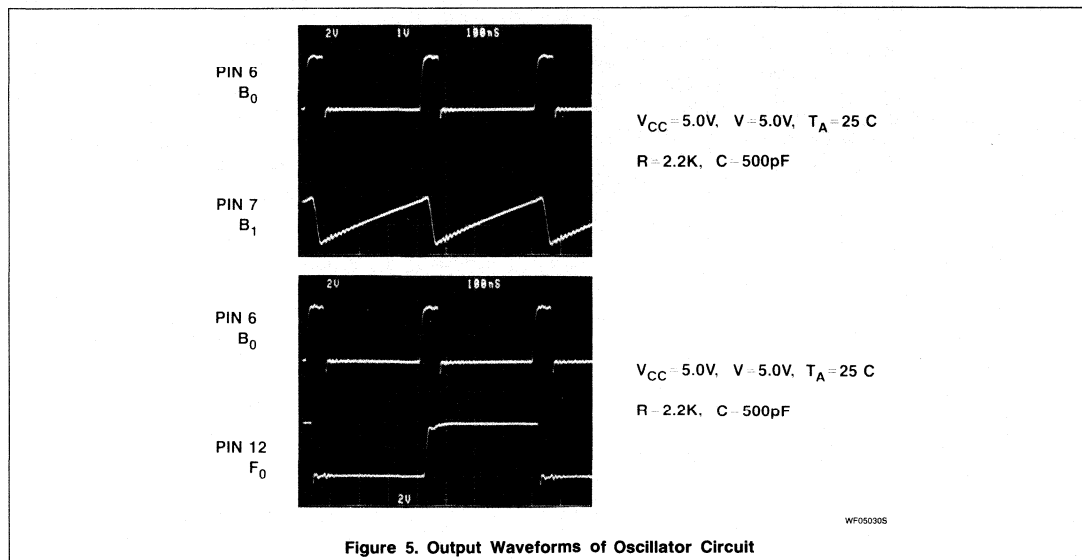 2V 1V 100nS
PIN 6
B0
VCC = 5.0V, V = 5.0V, TA = 25 C
R = 2.2K, C = 500pF
PIN 7
B1
2V 100nS
PIN 6
B0
VCC = 5.0V, V = 5.0V, TA = 25 C
R = 2.2K, C = 500pF
PIN 12
F0
2V
WF05030S
Figure 5. Output Waveforms of Oscillator Circuit